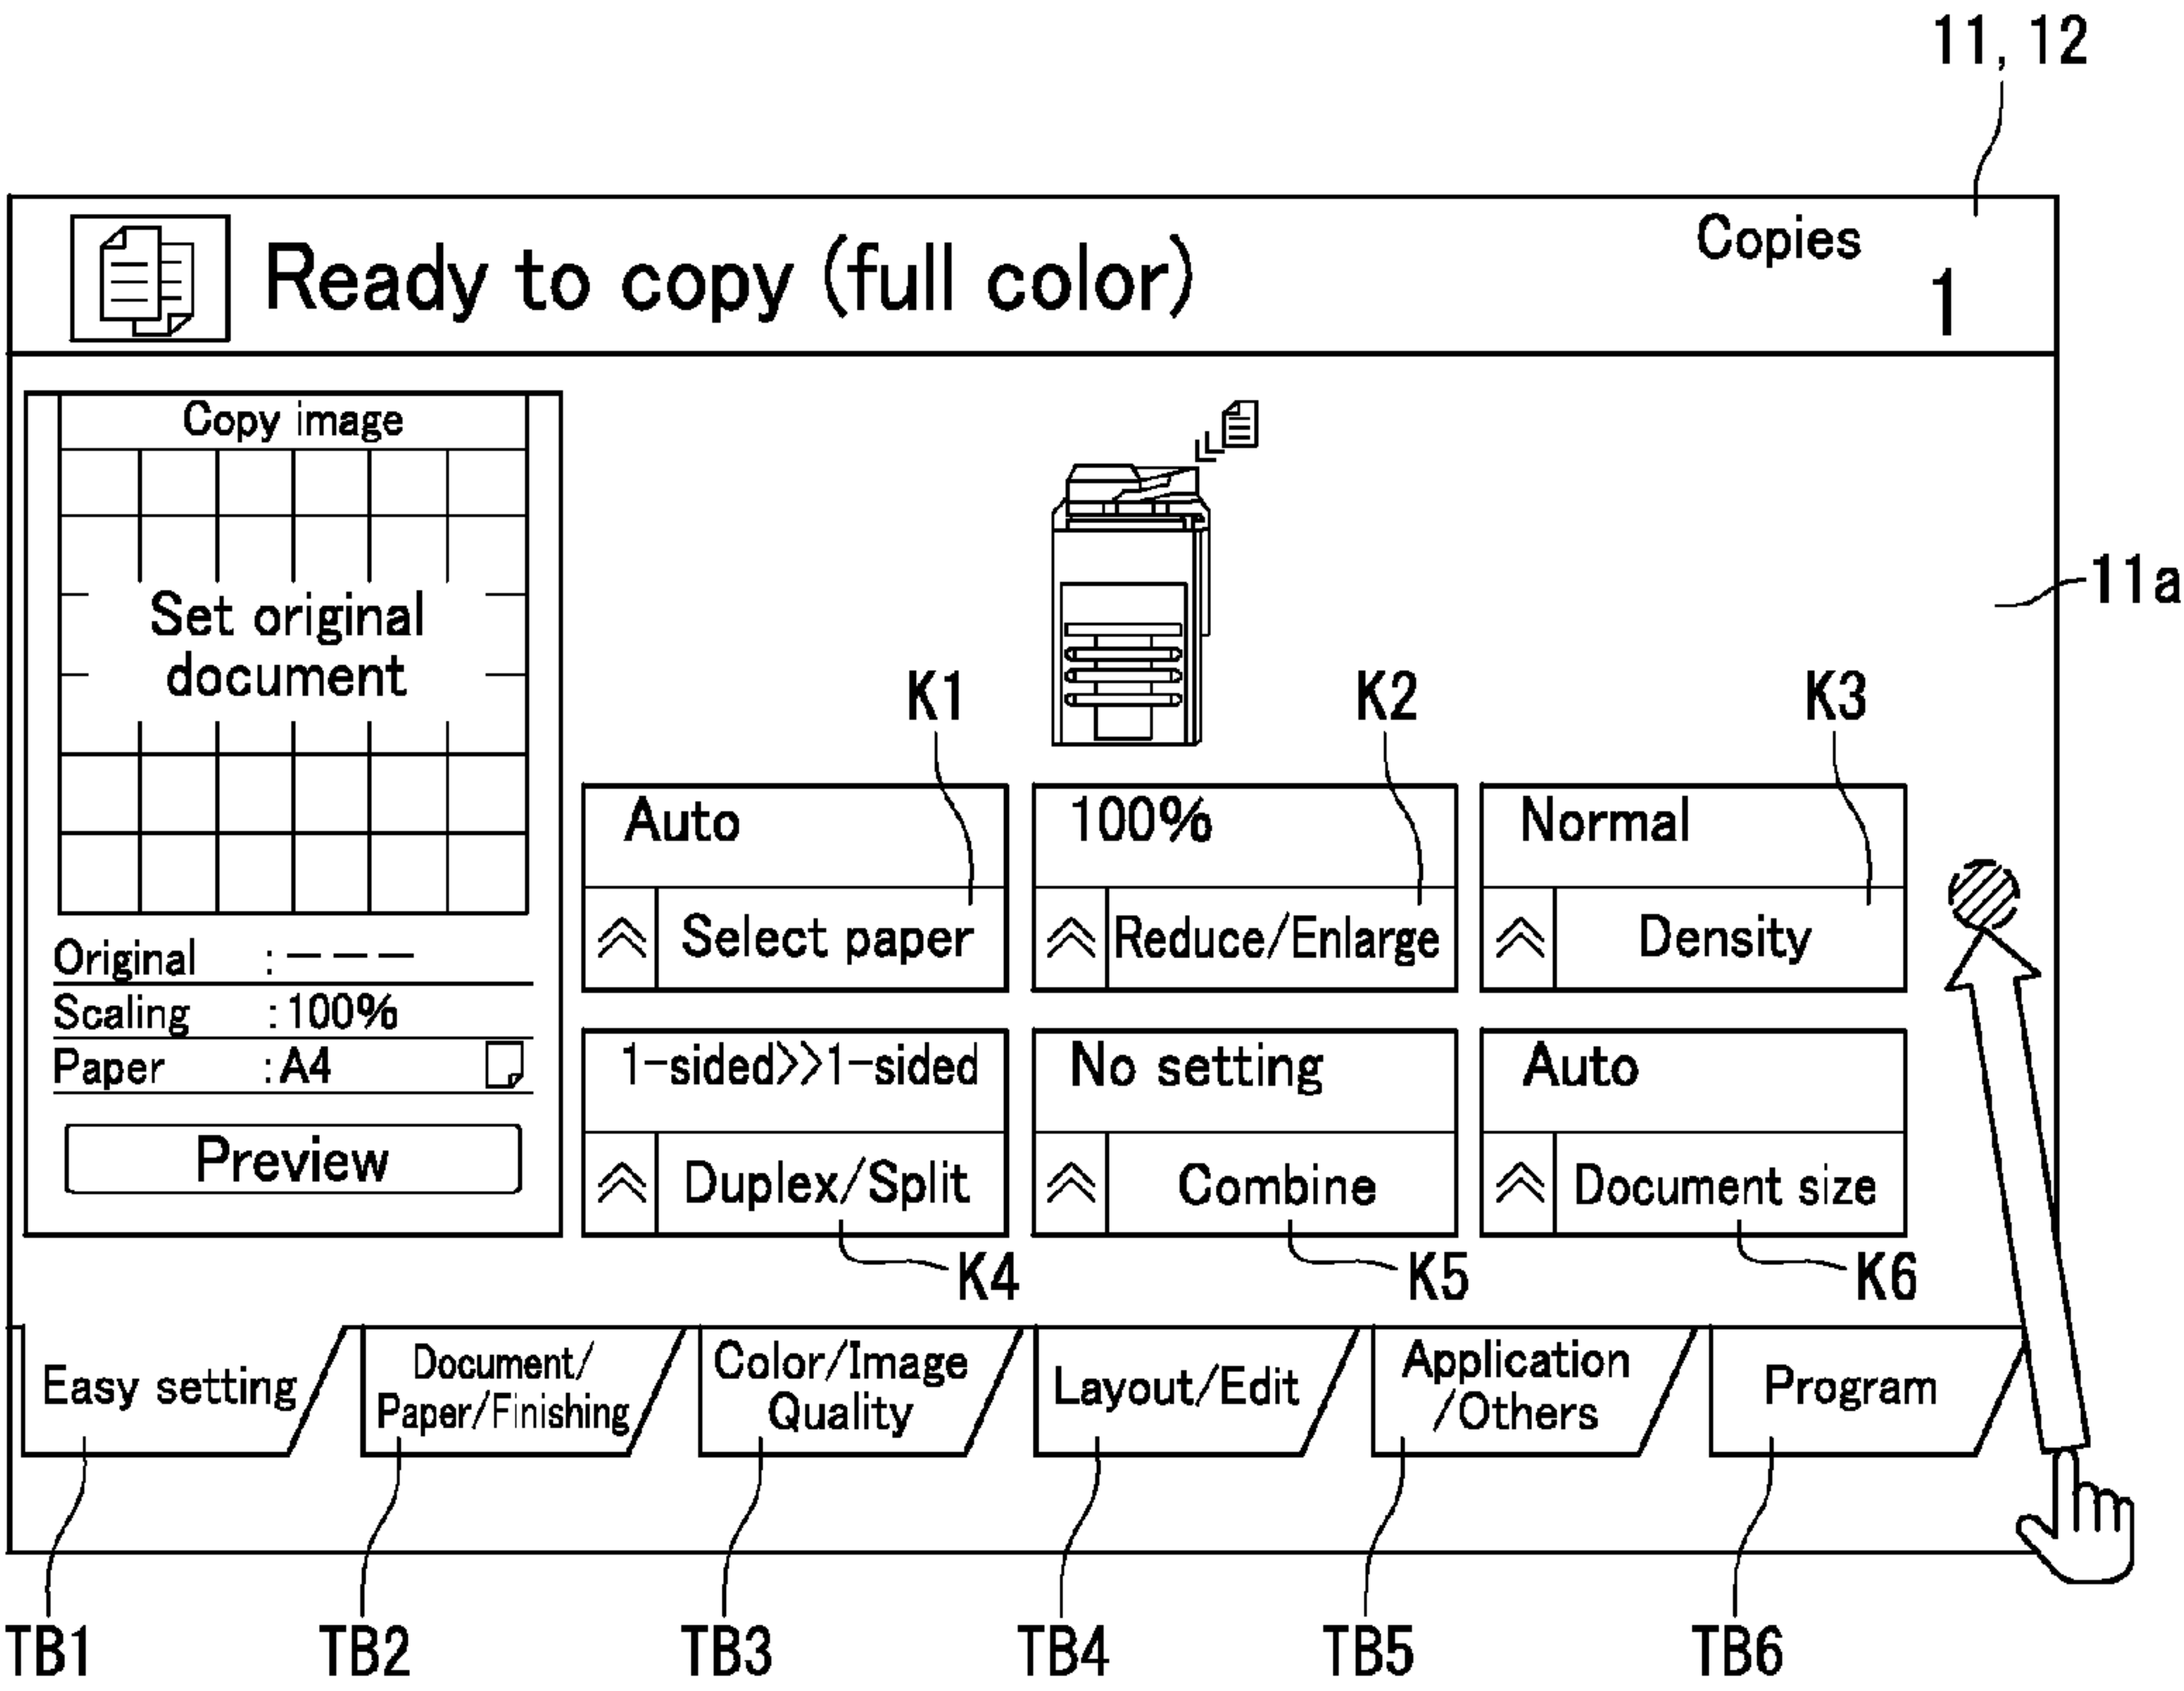 11, 12
Ready to copy (full color)
Copies
1
Copy image
Set original
document
11a
K1
K2
K3
Auto
100%
Normal
Select paper
Reduce/Enlarge
Density
Original :− − −
Scaling :100%
Paper :A4
Preview
1-sided>>1-sided
No setting
Auto
Duplex/Split
Combine
Document size
K4
K5
K6
Easy setting
Document/
Paper/Finishing
Color/Image
Quality
Layout/Edit
Application
/Others
Program
TB1
TB2
TB3
TB4
TB5
TB6